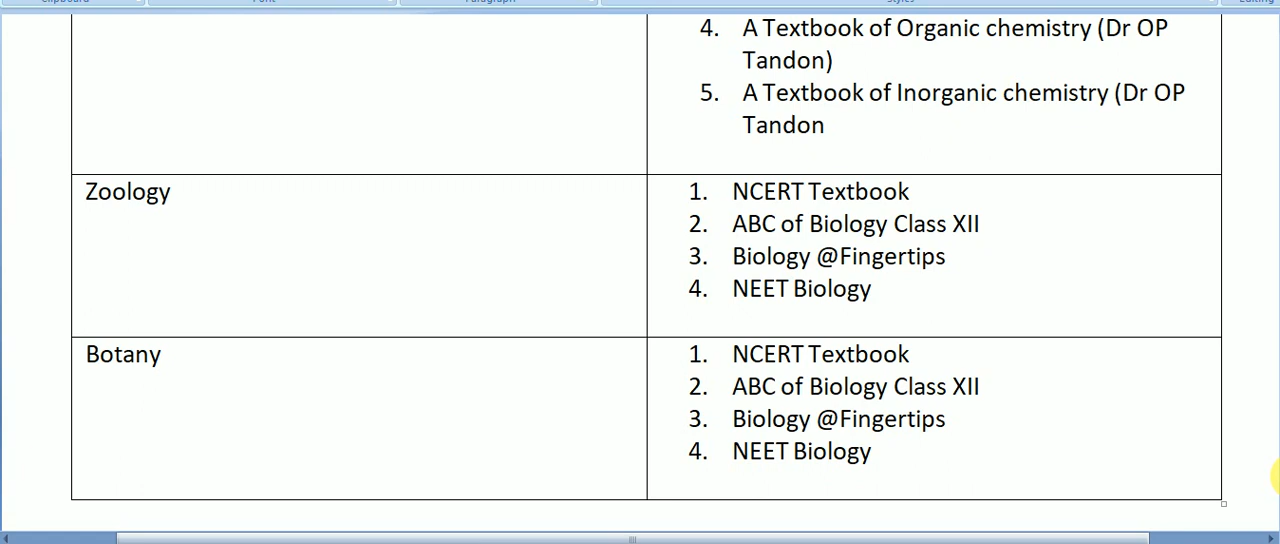 4. A Textbook of Organic chemistry (Dr OP
Tandon)
5. A Textbook of Inorganic chemistry (Dr OP
Tandon
Zoology
1. NCERT Textbook
2. ABC of Biology Class XII
3. Biology @Fingertips
4. NEET Biology
Botany
1. NCERT Textbook
2. ABC of Biology Class XII
3. Biology @Fingertips
4. NEET Biology